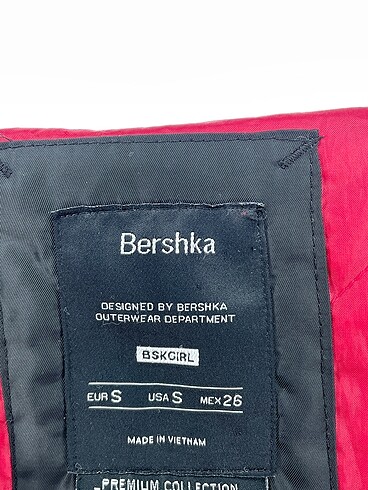 Bershka
DESIGNED BY BERSHKA
OUTERWEAR DEPARTMENT
BSKGIRL
EUR S USA S MEX 26
MADE IN VIETNAM
PREMIUM COLLECTION